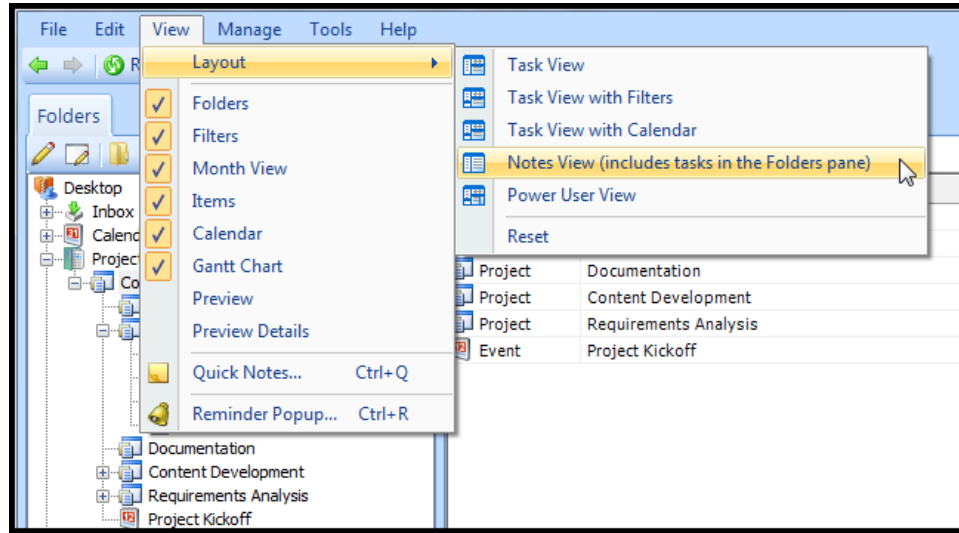 File Edit View Manage Tools Help
R
Layout
Task View
Task View with Filters
Task View with Calendar
Notes View (includes tasks in the Folders pane)
Power User View
Reset
Folders
Filters
Month View
Items
Calendar
Gantt Chart
Preview
Preview Details
Quick Notes... Ctrl+Q
Reminder Popup... Ctrl+R
Folders
Desktop
Inbox
Calend
Project
Co
Documentation
Content Development
Requirements Analysis
Project Kickoff
Project Documentation
Project Content Development
Project Requirements Analysis
Event Project Kickoff